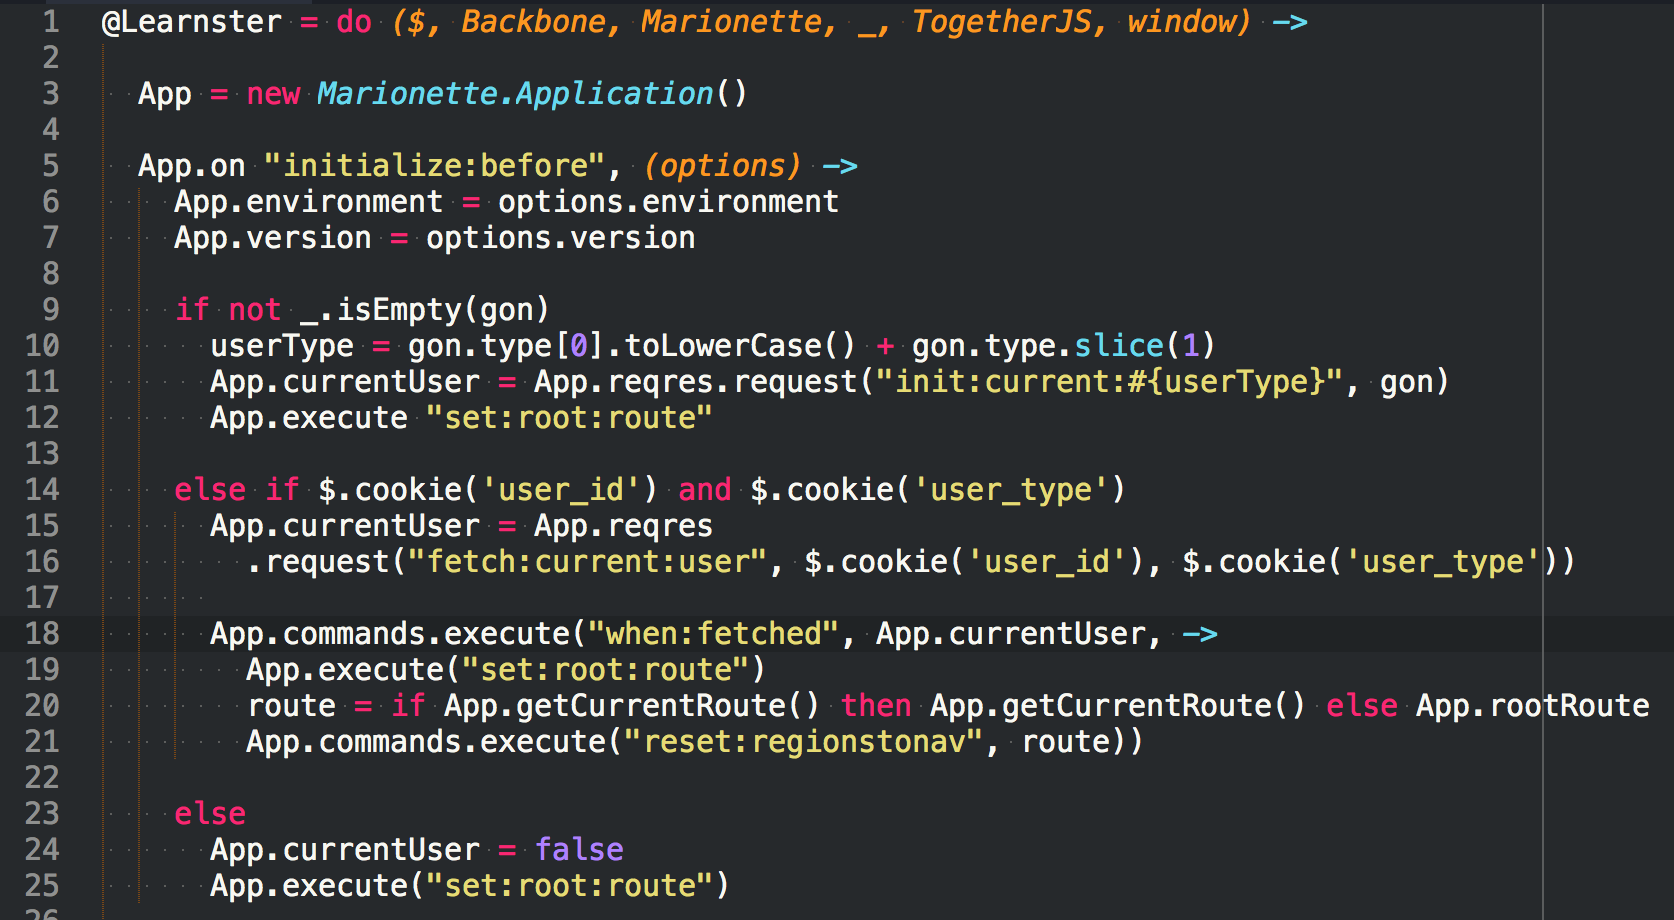 1 @Learnster = do ($, Backbone, Marionette, _, TogetherJS, window) ->
2
3 App = new Marionette.Application()
4
5 App.on "initialize:before", (options) ->
6 App.environment = options.environment
7 App.version = options.version
8
9 if not _.isEmpty(gon)
10 userType = gon.type[0].toLowerCase() + gon.type.slice(1)
11 App.currentUser = App.reqres.request("init:current:#{userType}", gon)
12 App.execute "set:root:route"
13
14 else if $.cookie('user_id') and $.cookie('user_type')
15 App.currentUser = App.reqres
16 .request("fetch:current:user", $.cookie('user_id'), $.cookie('user_type'))
17
18 App.commands.execute("when:fetched", App.currentUser, ->
19 App.execute("set:root:route")
20 route = if App.getCurrentRoute() then App.getCurrentRoute() else App.rootRoute
21 App.commands.execute("reset:regionstonav", route))
22
23 else
24 App.currentUser = false
25 App.execute("set:root:route")
26